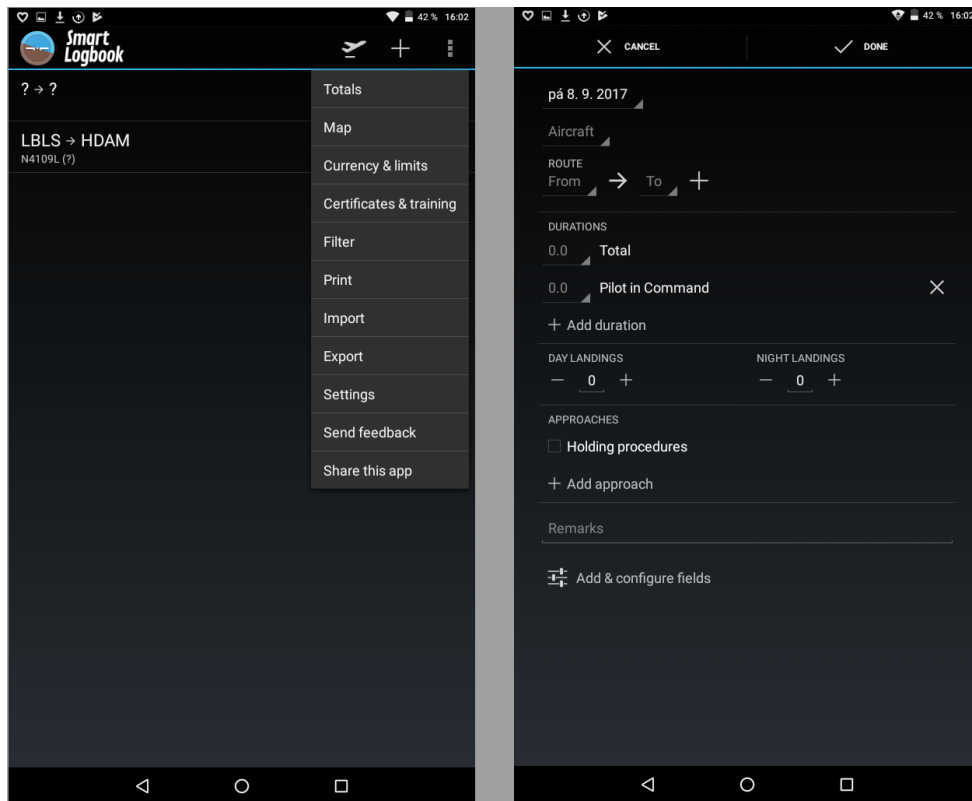 42 % 16:02
Smart
Logbook
? → ?
LBLS → HDAM
N4109L (?)
Totals
Map
Currency & limits
Certificates & training
Filter
Print
Import
Export
Settings
Send feedback
Share this app
42 % 16:02
CANCEL
DONE
pá 8. 9. 2017
Aircraft
ROUTE
From → To +
DURATIONS
0.0 Total
0.0 Pilot in Command
+ Add duration
DAY LANDINGS NIGHT LANDINGS
− 0 + − 0 +
APPROACHES
Holding procedures
+ Add approach
Remarks
Add & configure fields